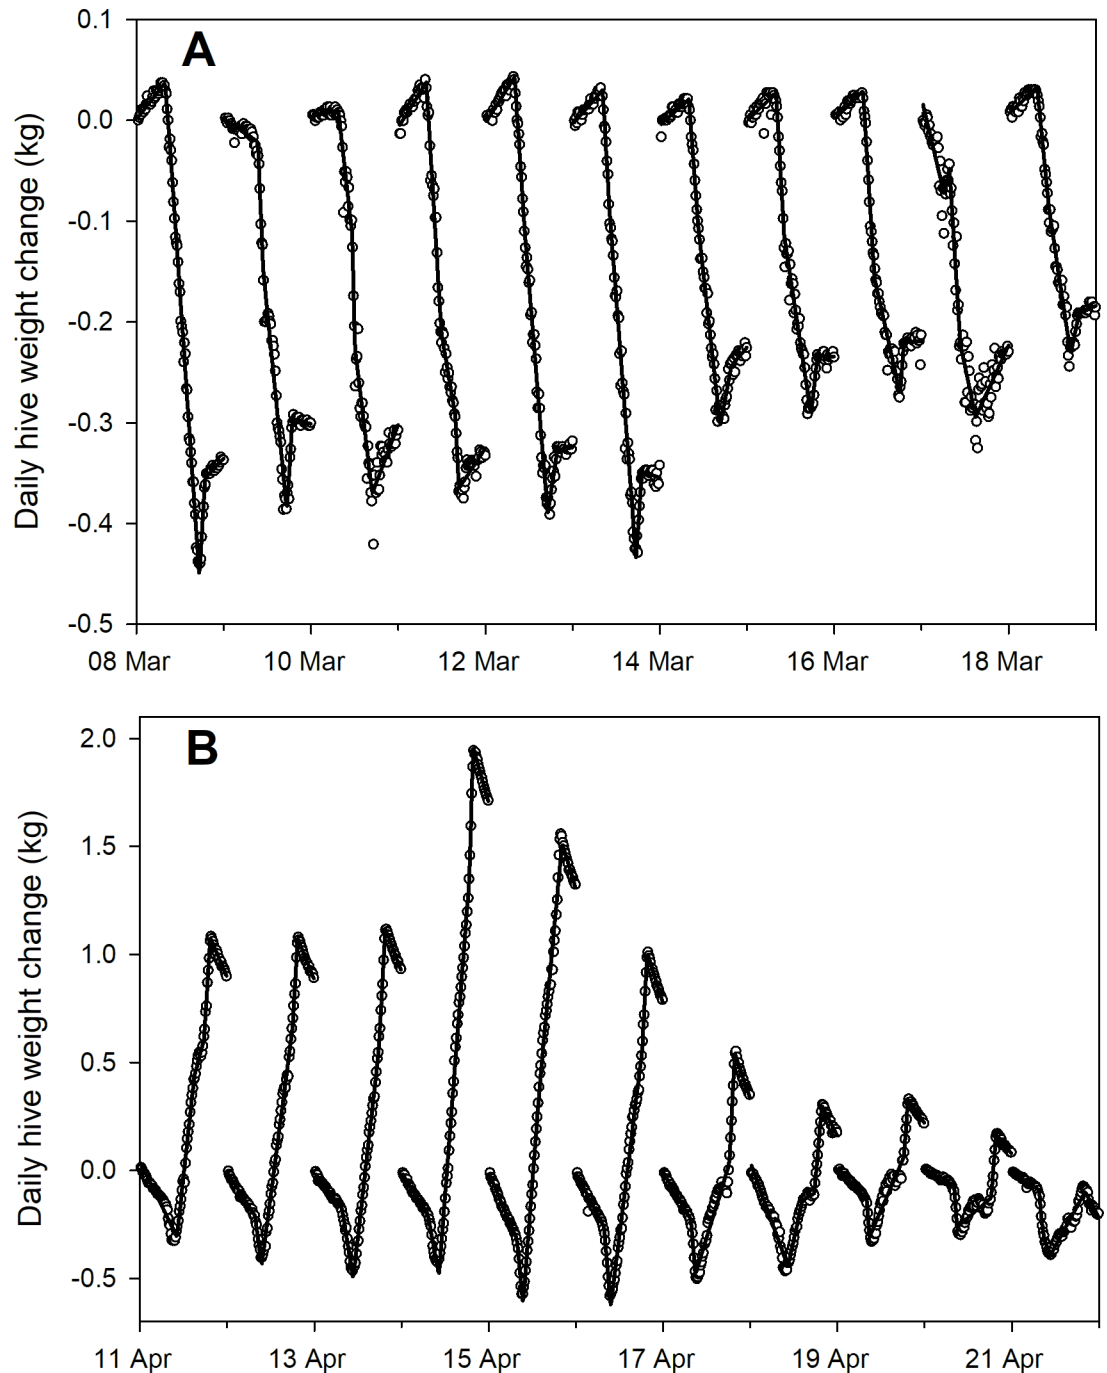 A
Daily hive weight change (kg)
0.1
0.0
-0.1
-0.2
-0.3
-0.4
-0.5
08 Mar 10 Mar 12 Mar 14 Mar 16 Mar 18 Mar
B
Daily hive weight change (kg)
2.0
1.5
1.0
0.5
0.0
-0.5
11 Apr 13 Apr 15 Apr 17 Apr 19 Apr 21 Apr